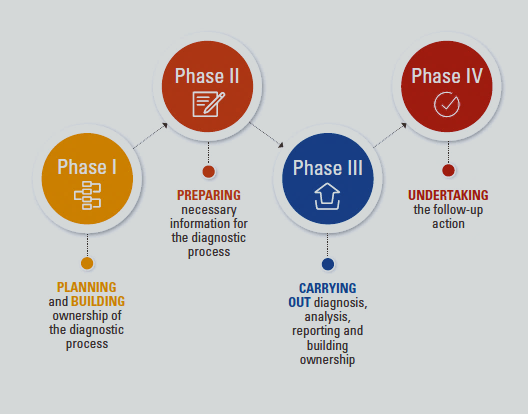 Phase I
PLANNING
and BUILDING
ownership of
the diagnostic
process
Phase II
PREPARING
necessary
information for
the diagnostic
process
Phase III
CARRYING
OUT diagnosis,
analysis,
reporting and
building
ownership
Phase IV
UNDERTAKING
the follow-up
action